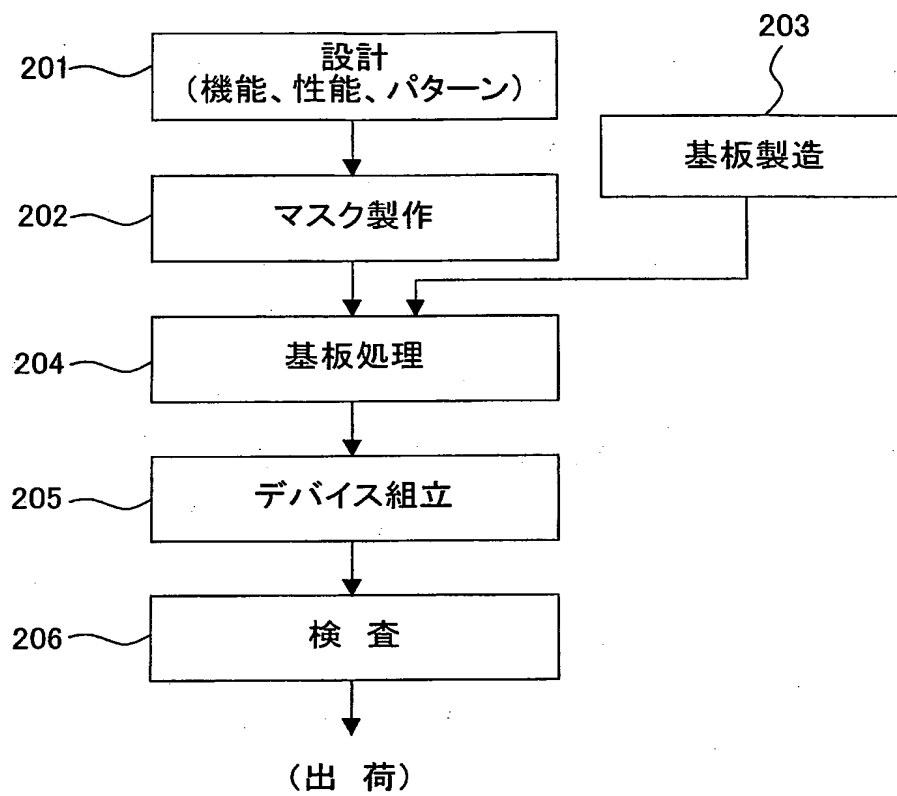 203
201
設計
（機能、性能、パターン）
基板製造
202
マスク製作
204
基板処理
205
デバイス組立
206
検 査
（出 荷）